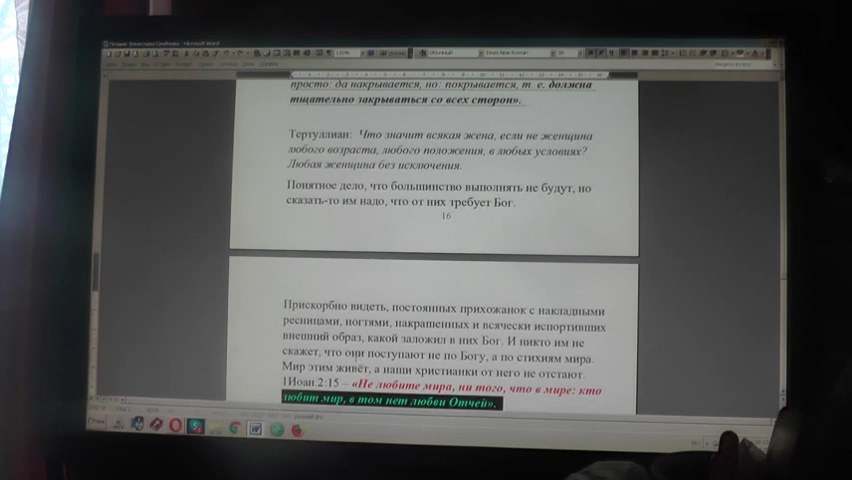 просто: да накрывается, но: покрывается, т. е. должна
тщательно закрываться со всех сторон».
Тертуллиан: Что значит всякая жена, если не женщина
любого возраста, любого положения, в любых условиях?
Любая женщина без исключения.
Понятное дело, что большинство выполнять не будут, но
сказать-то им надо, что от них требует Бог.
16
Прискорбно видеть, постоянных прихожанок с накладными
ресницами, ногтями, накрашенных и всячески испортивших
внешний образ, какой заложил в них Бог. И никто им не
скажет, что они поступают не по Богу, а по стихиям мира.
Мир этим живёт, а наши христианки от него не отстают.
1Иоан.2:15 – «Не любите мира, ни того, что в мире: кто
любит мир, в том нет любви Отчей».